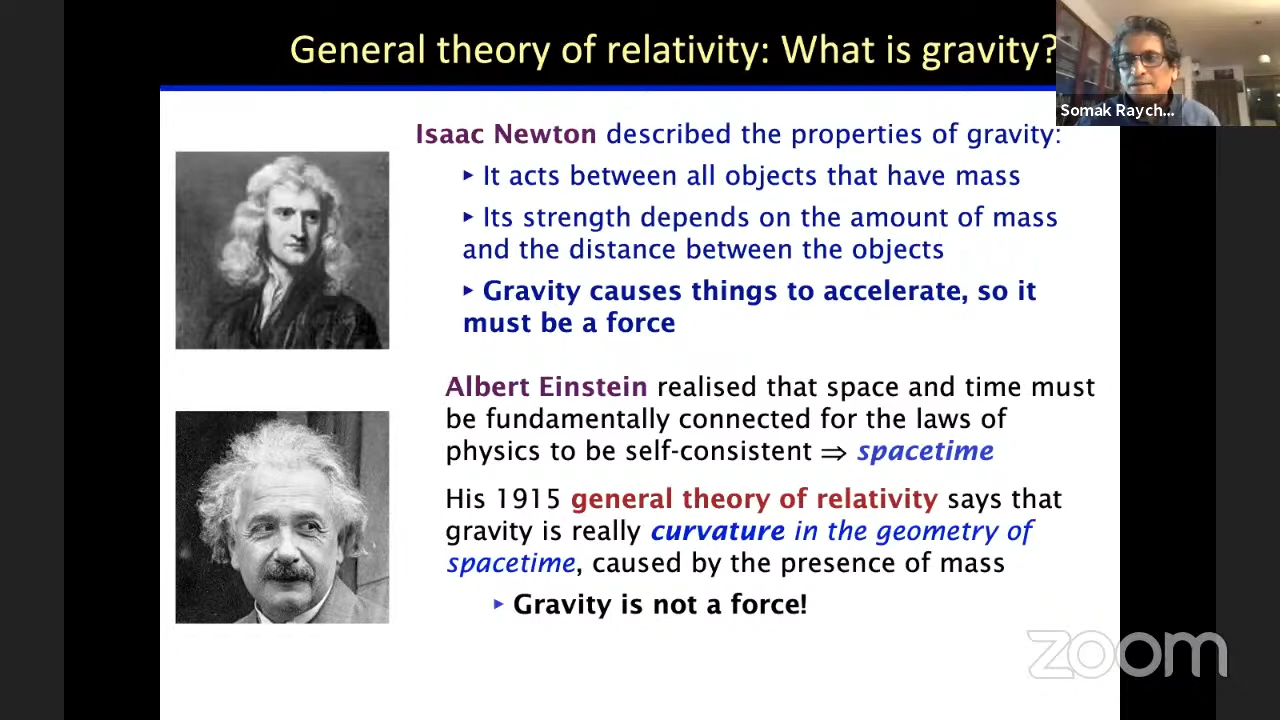 General theory of relativity: What is gravity?
Somak Raych...
Isaac Newton described the properties of gravity:
▸ It acts between all objects that have mass
▸ Its strength depends on the amount of mass
and the distance between the objects
▸ Gravity causes things to accelerate, so it
must be a force
Albert Einstein realised that space and time must
be fundamentally connected for the laws of
physics to be self-consistent ⇒ spacetime
His 1915 general theory of relativity says that
gravity is really curvature in the geometry of
spacetime, caused by the presence of mass
▸ Gravity is not a force!
zoom